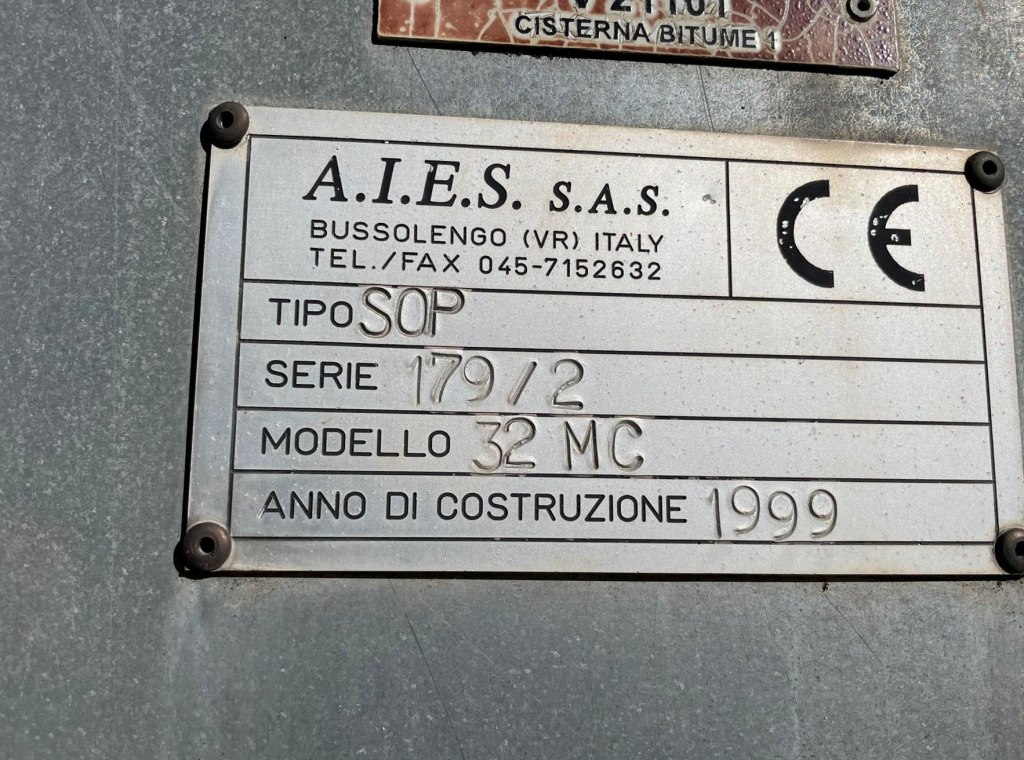 CISTERNA BITUME 1
A.I.E.S. S.A.S.
BUSSOLENGO (VR) ITALY
TEL./FAX 045-7152632
CE
TIPO SOP
SERIE 179/2
MODELLO 32 MC
ANNO DI COSTRUZIONE 1999